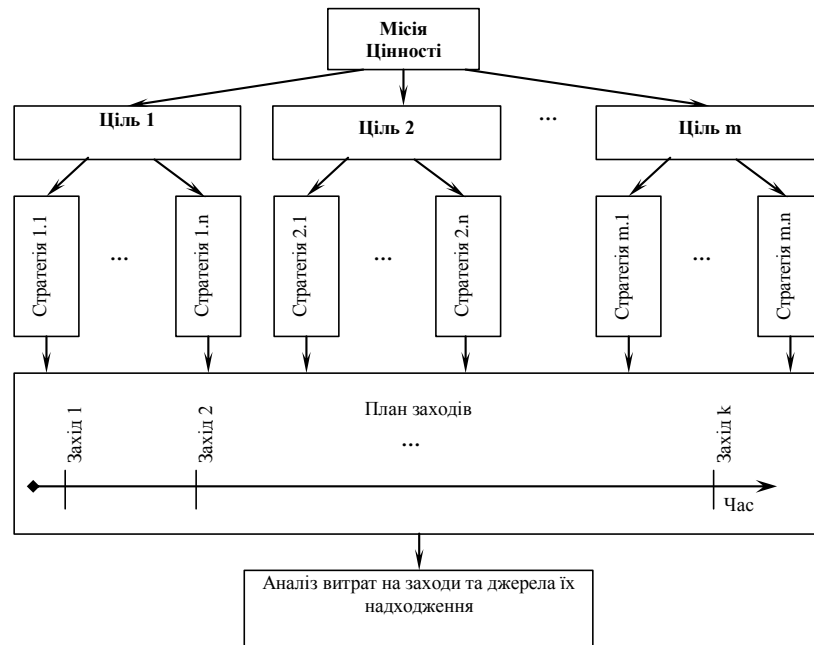 Місія
Цінності
Ціль 1
Ціль 2
...
Ціль m
Стратегія 1.1
...
Стратегія 1.n
Стратегія 2.1
...
Стратегія 2.n
Стратегія m.1
...
Стратегія m.n
План заходів
Захід 1
Захід 2
...
Захід k
Час
Аналіз витрат на заходи та джерела їх
надходження